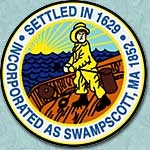 • SETTLED IN 1629 •
INCORPORATED AS SWAMPSCOTT, MA 1852